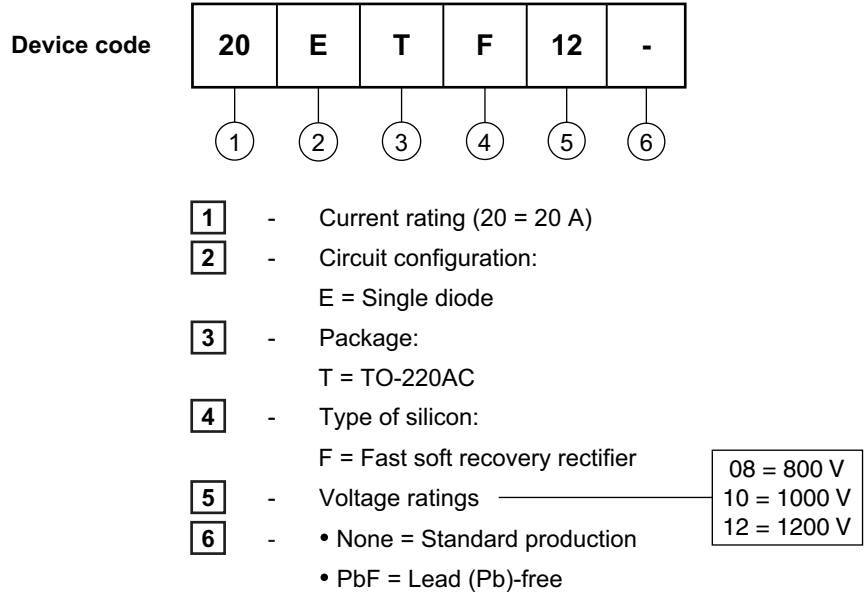 Device code 20 E T F 12 -
1 2 3 4 5 6
1 - Current rating (20 = 20 A)
2 - Circuit configuration:
E = Single diode
3 - Package:
T = TO-220AC
4 - Type of silicon:
F = Fast soft recovery rectifier
5 - Voltage ratings
08 = 800 V
10 = 1000 V
12 = 1200 V
6 - • None = Standard production
• PbF = Lead (Pb)-free